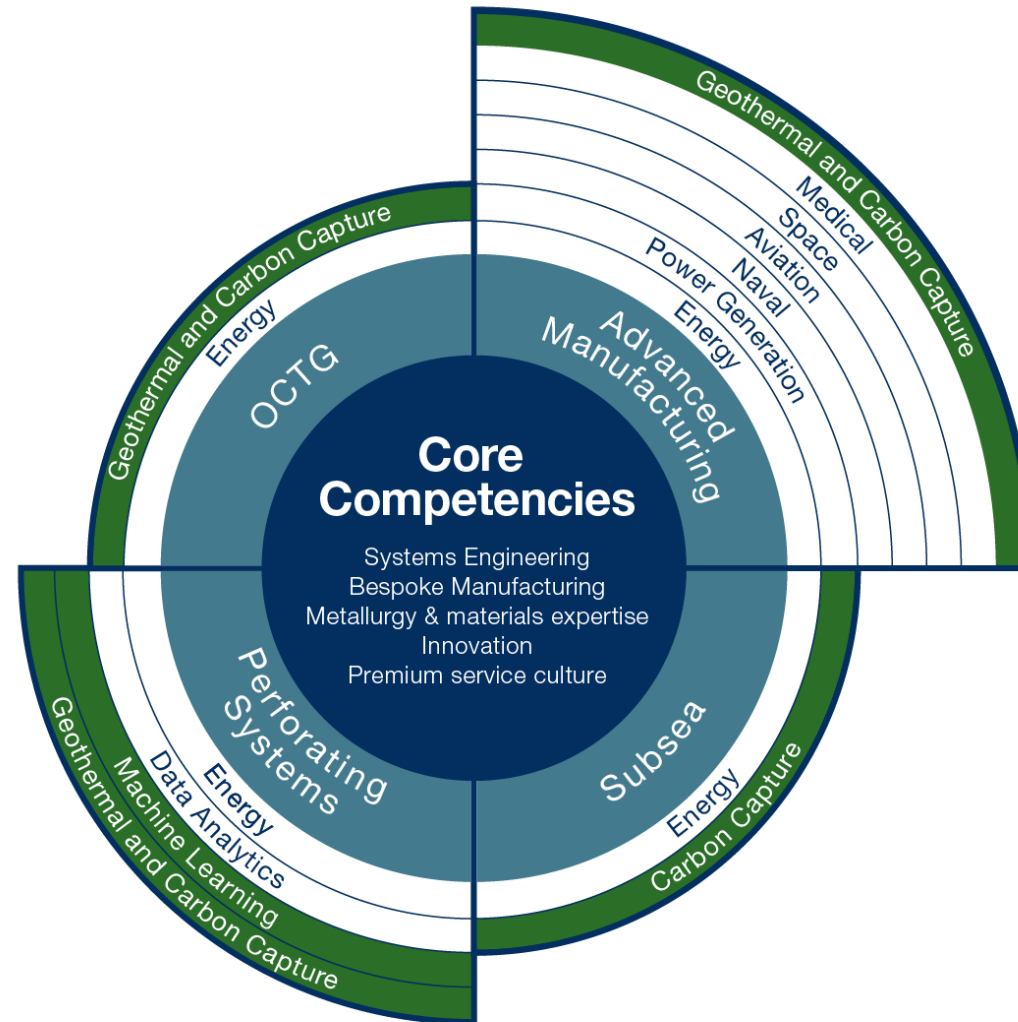 Core
Competencies
Systems Engineering
Bespoke Manufacturing
Metallurgy & materials expertise
Innovation
Premium service culture
OCTG
Energy
Geothermal and Carbon Capture
Advanced
Manufacturing
Energy
Power Generation
Naval
Aviation
Space
Medical
Geothermal and Carbon Capture
Perforating
Systems
Energy
Data Analytics
Machine Learning
Geothermal and Carbon Capture
Subsea
Energy
Carbon Capture